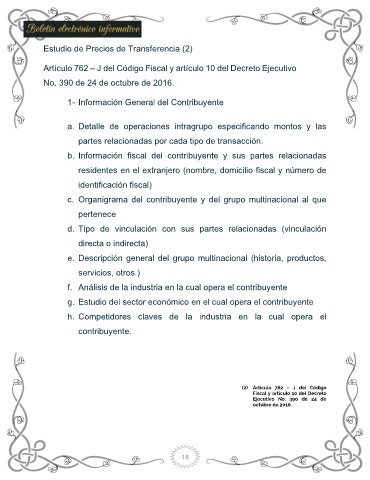 Boletín electrónico informativo
Estudio de Precios de Transferencia (2)
Artículo 762 – J del Código Fiscal y artículo 10 del Decreto Ejecutivo
No. 390 de 24 de octubre de 2016.
1- Información General del Contribuyente
a. Detalle de operaciones intragrupo especificando montos y las
partes relacionadas por cada tipo de transacción.
b. Información fiscal del contribuyente y sus partes relacionadas
residentes en el extranjero (nombre, domicilio fiscal y número de
identificación fiscal)
c. Organigrama del contribuyente y del grupo multinacional al que
pertenece
d. Tipo de vinculación con sus partes relacionadas (vinculación
directa o indirecta)
e. Descripción general del grupo multinacional (historia, productos,
servicios, otros.)
f. Análisis de la industria en la cual opera el contribuyente
g. Estudio del sector económico en el cual opera el contribuyente
h. Competidores claves de la industria en la cual opera el
contribuyente.
(2) Artículo 762 – J del Código
Fiscal y artículo 10 del Decreto
Ejecutivo No. 390 de 24 de
octubre de 2016.
18